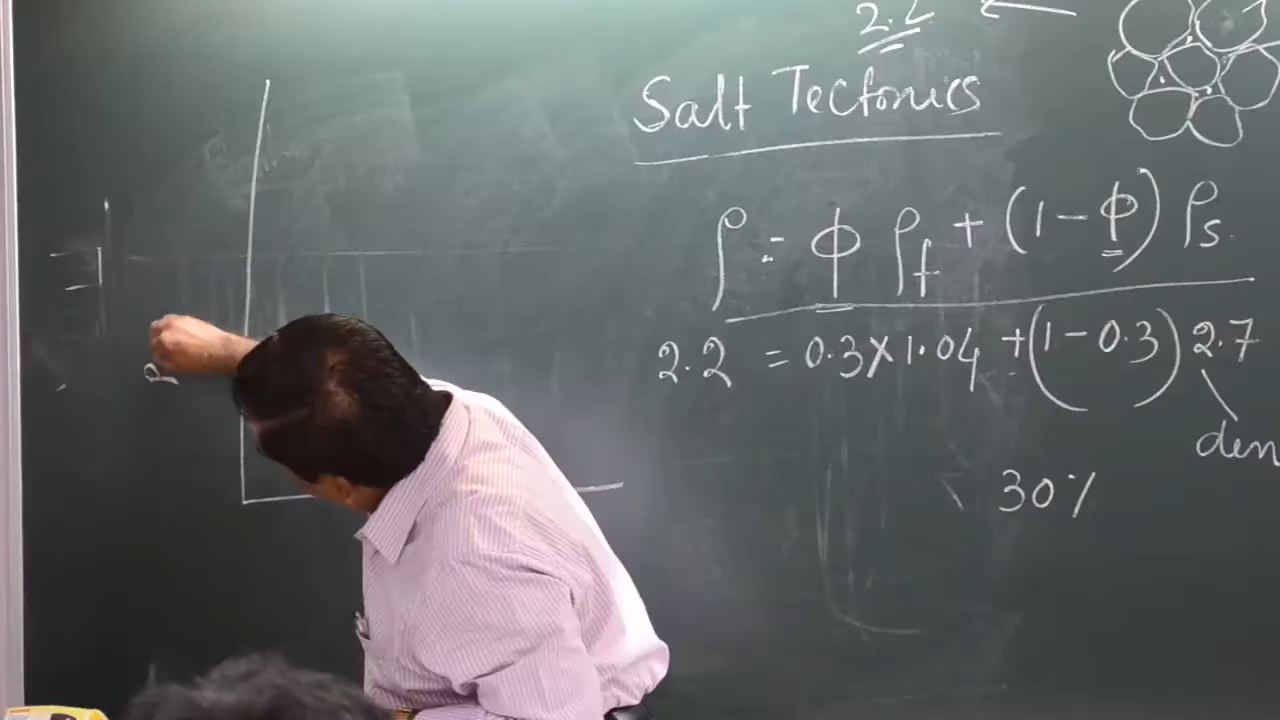 2.2
Salt Tectonics
ρ = φ ρf + (1 - φ) ρs
2.2 = 0.3 × 1.04 + (1 - 0.3) 2.7
den
30%